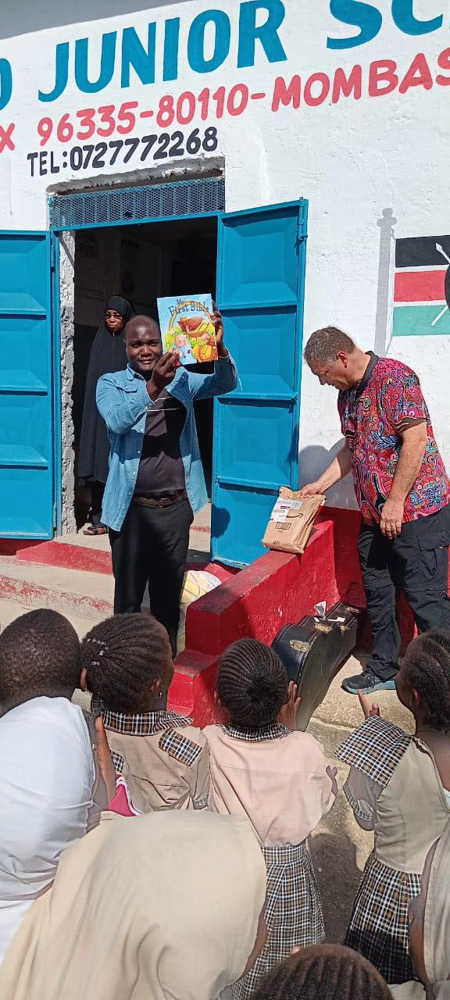 JUNIOR SC
X 96335-80110-MOMBAS
TEL:0727772268
My
First Bible